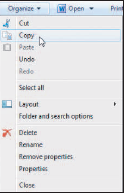 Organize Open Print
Cut
Copy
Paste
Undo
Redo
Select all
Layout
Folder and search options
Delete
Rename
Remove properties
Properties
Close